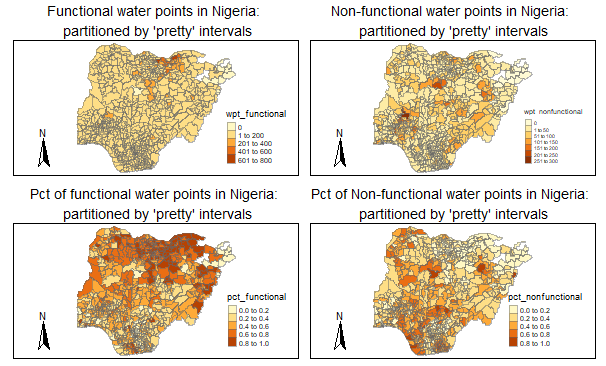 Functional water points in Nigeria:
partitioned by 'pretty' intervals
N
wpt_functional
0
1 to 200
201 to 400
401 to 600
601 to 800
Non-functional water points in Nigeria:
partitioned by 'pretty' intervals
N
wpt_nonfunctional
0
1 to 50
51 to 100
101 to 150
151 to 200
201 to 250
251 to 300
Pct of functional water points in Nigeria:
partitioned by 'pretty' intervals
N
pct_functional
0.0 to 0.2
0.2 to 0.4
0.4 to 0.6
0.6 to 0.8
0.8 to 1.0
Pct of Non-functional water points in Nigeria:
partitioned by 'pretty' intervals
N
pct_nonfunctional
0.0 to 0.2
0.2 to 0.4
0.4 to 0.6
0.6 to 0.8
0.8 to 1.0